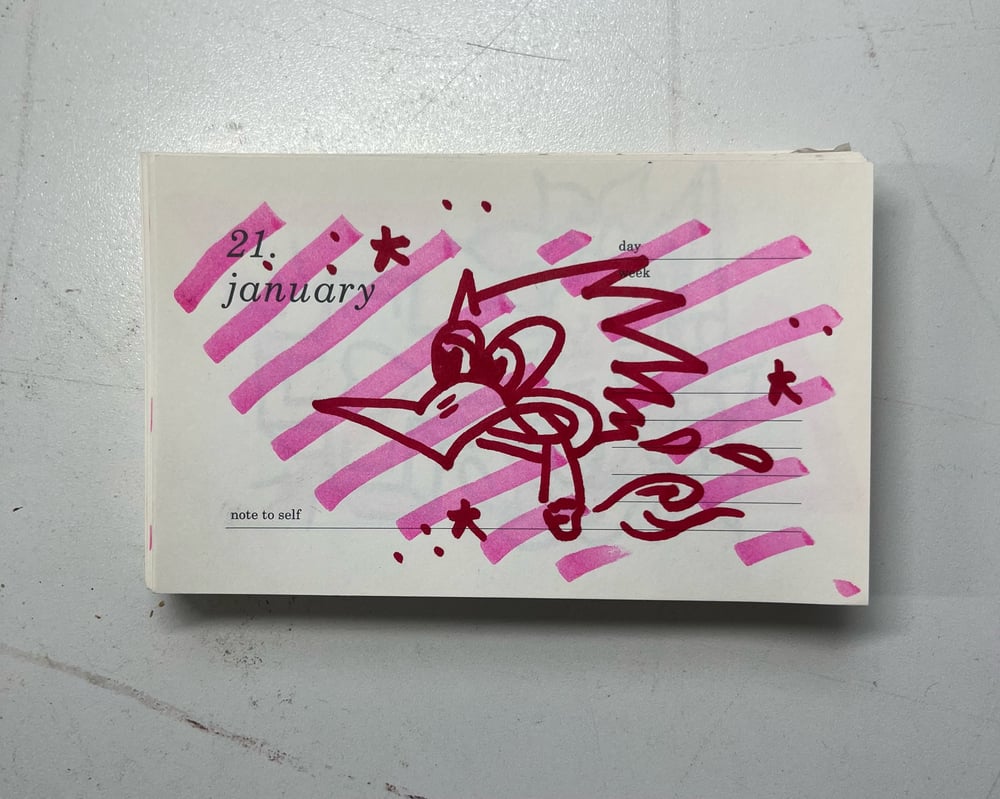 21.
january
day
week
note to self